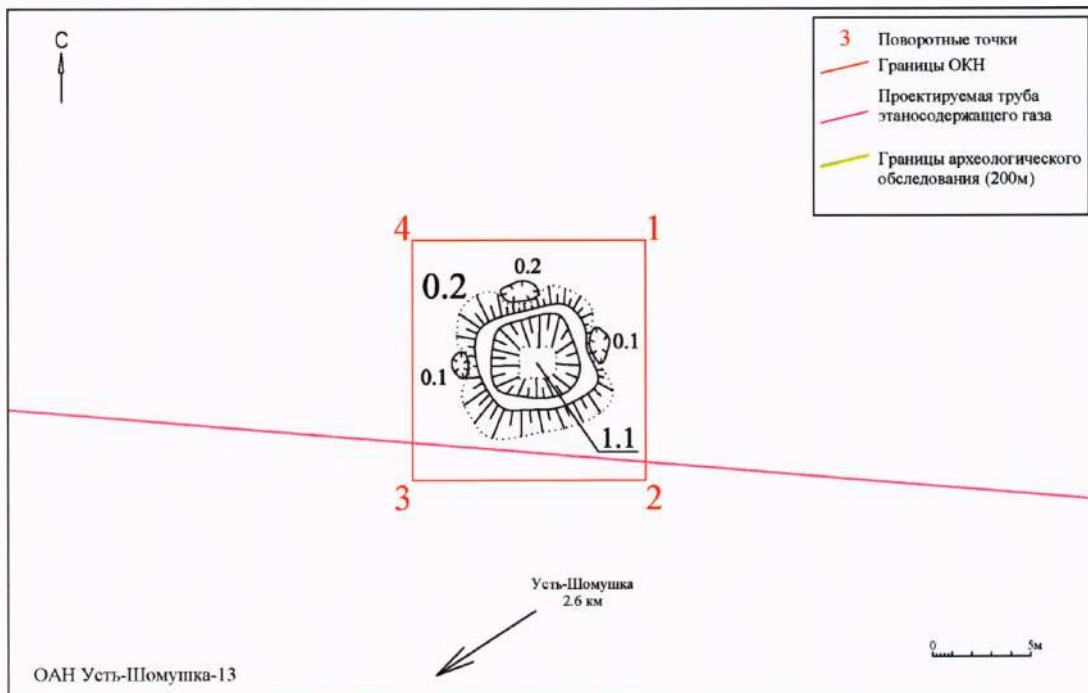 С
3 Поворотные точки
Границы ОКН
Проектируемая труба
этаносодержащего газа
Границы археологического
обследования (200м)
4
1
0.2
0.2
0.1
0.1
1.1
3
2
Усть-Шомушка
2.6 км
0 5м
ОАН Усть-Шомушка-13